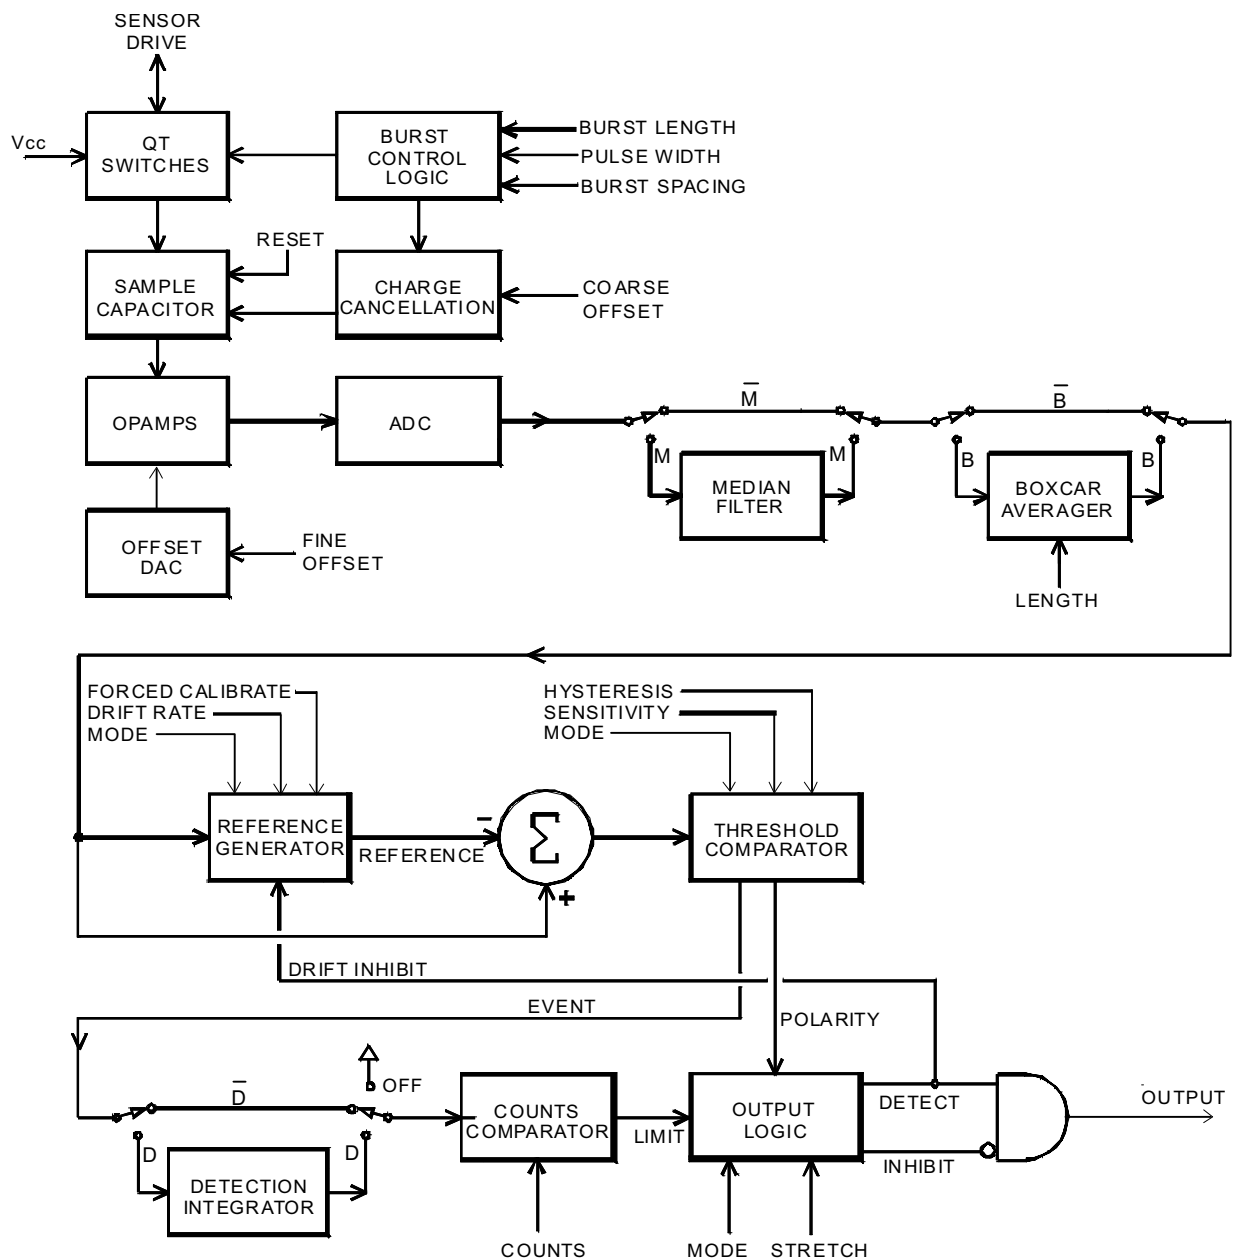 SENSOR
DRIVE
Vcc
QT
SWITCHES
BURST
CONTROL
LOGIC
BURST LENGTH
PULSE WIDTH
BURST SPACING
RESET
SAMPLE
CAPACITOR
CHARGE
CANCELLATION
COARSE
OFFSET
OPAMPS
ADC
M̅
M
M
MEDIAN
FILTER
B̅
B
B
BOXCAR
AVERAGER
LENGTH
OFFSET
DAC
FINE
OFFSET
FORCED CALIBRATE
DRIFT RATE
MODE
HYSTERESIS
SENSITIVITY
MODE
REFERENCE
GENERATOR
REFERENCE
−
Σ
+
THRESHOLD
COMPARATOR
DRIFT INHIBIT
EVENT
POLARITY
OFF
D̅
D
D
DETECTION
INTEGRATOR
COUNTS
COMPARATOR
LIMIT
COUNTS
OUTPUT
LOGIC
DETECT
INHIBIT
OUTPUT
MODE
STRETCH